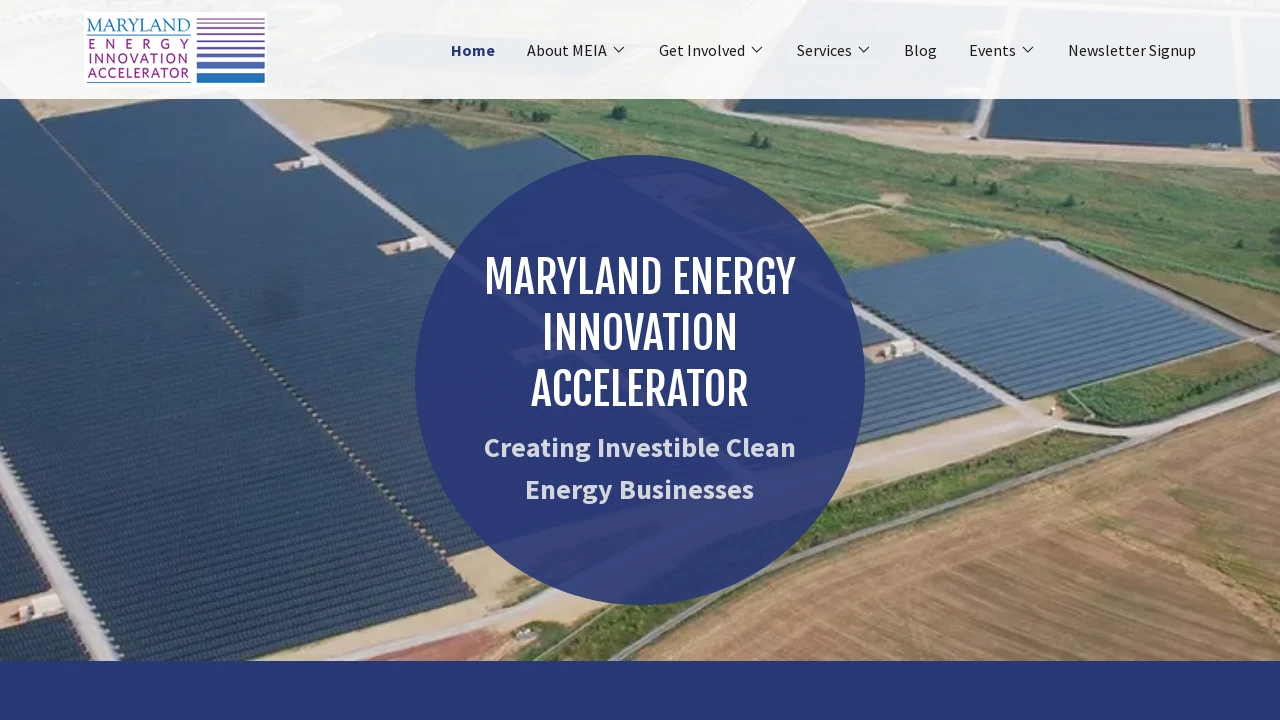 MARYLAND
ENERGY
INNOVATION
ACCELERATOR
Home
About MEIA
Get Involved
Services
Blog
Events
Newsletter Signup
MARYLAND ENERGY
INNOVATION
ACCELERATOR
Creating Investible Clean
Energy Businesses